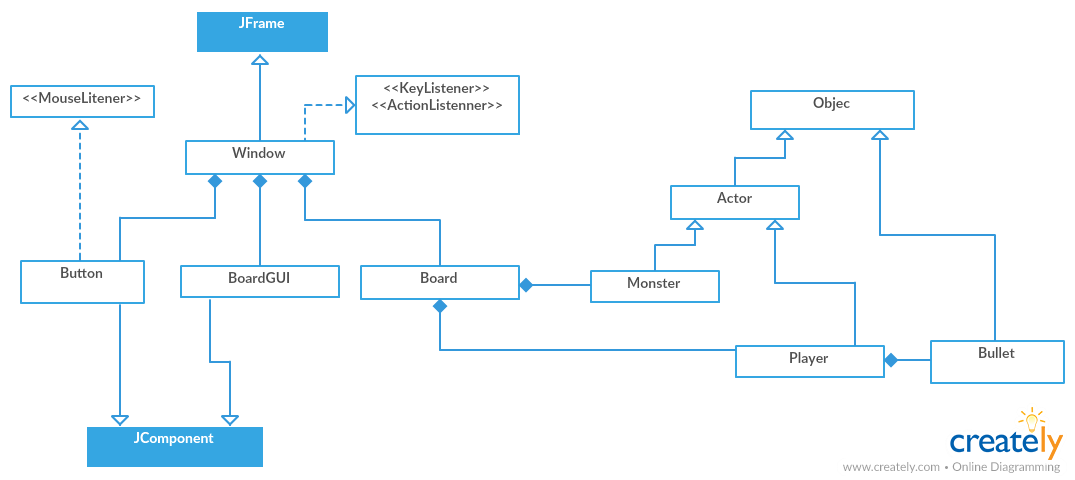 JFrame
<<MouseLitener>>
<<KeyListener>>
<<ActionListenner>>
Objec
Window
Actor
Button
BoardGUI
Board
Monster
Player
Bullet
JComponent
creately
www.creately.com • Online Diagramming